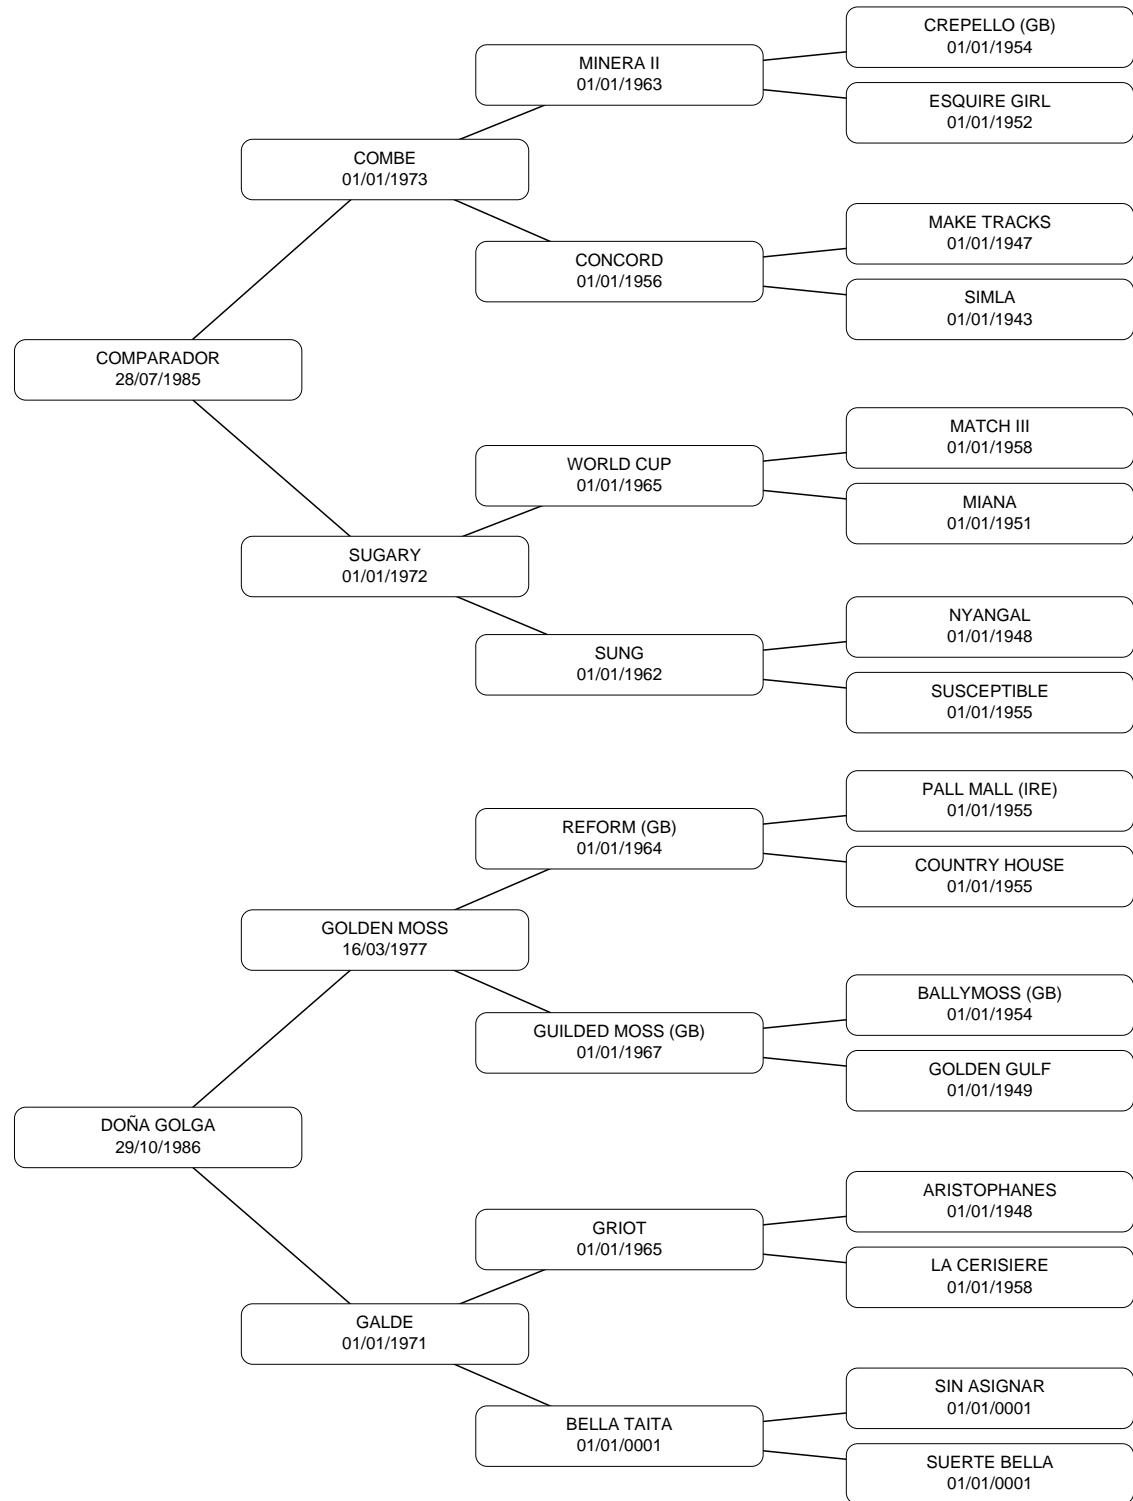 CREPELLO (GB)
01/01/1954
MINERA II
01/01/1963
ESQUIRE GIRL
01/01/1952
COMBE
01/01/1973
MAKE TRACKS
01/01/1947
CONCORD
01/01/1956
SIMLA
01/01/1943
COMPARADOR
28/07/1985
MATCH III
01/01/1958
WORLD CUP
01/01/1965
MIANA
01/01/1951
SUGARY
01/01/1972
NYANGAL
01/01/1948
SUNG
01/01/1962
SUSCEPTIBLE
01/01/1955
PALL MALL (IRE)
01/01/1955
REFORM (GB)
01/01/1964
COUNTRY HOUSE
01/01/1955
GOLDEN MOSS
16/03/1977
BALLYMOSS (GB)
01/01/1954
GUILDED MOSS (GB)
01/01/1967
GOLDEN GULF
01/01/1949
DOÑA GOLGA
29/10/1986
ARISTOPHANES
01/01/1948
GRIOT
01/01/1965
LA CERISIERE
01/01/1958
GALDE
01/01/1971
SIN ASIGNAR
01/01/0001
BELLA TAITA
01/01/0001
SUERTE BELLA
01/01/0001